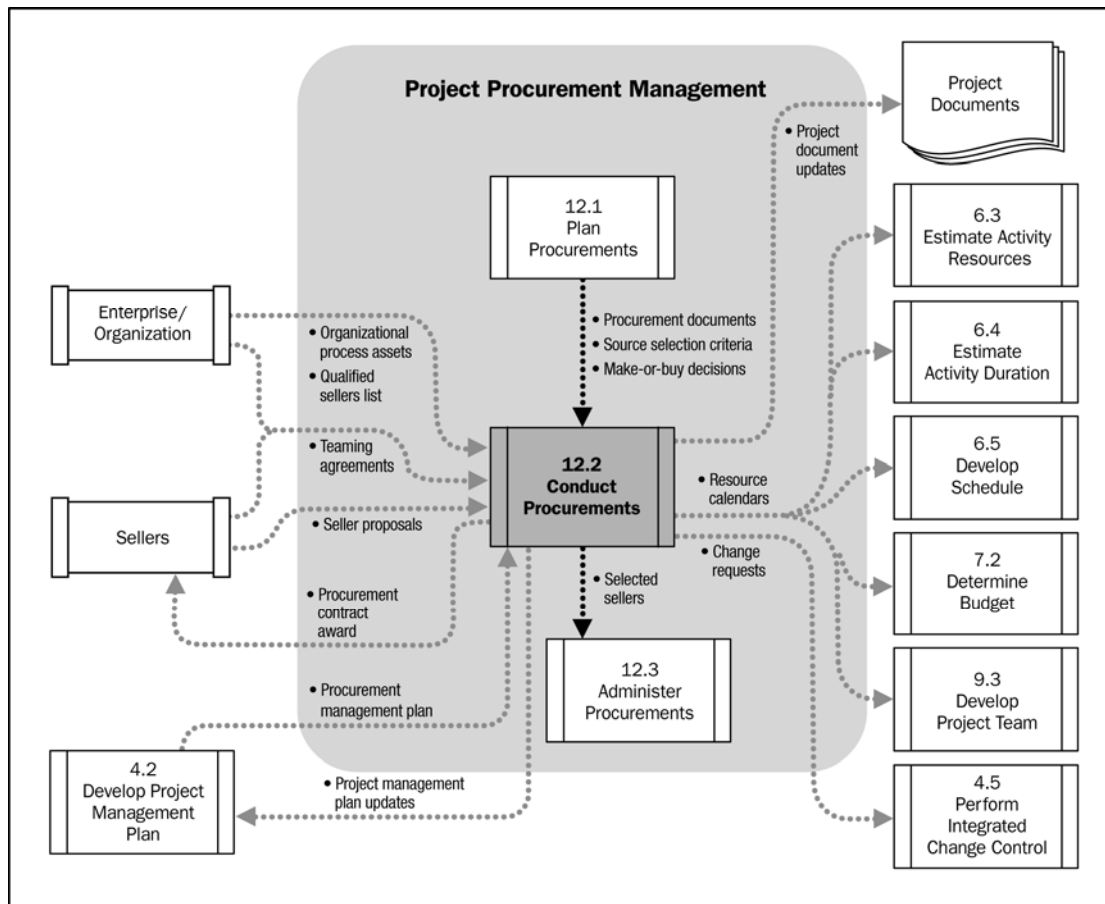 Project Procurement Management
Project
Documents
• Project
document
updates
12.1
Plan
Procurements
6.3
Estimate Activity
Resources
Enterprise/
Organization
• Organizational
process assets
• Qualified
sellers list
• Procurement documents
• Source selection criteria
• Make-or-buy decisions
6.4
Estimate
Activity Duration
• Teaming
agreements
12.2
Conduct
Procurements
• Resource
calendars
6.5
Develop
Schedule
Sellers
• Seller proposals
• Change
requests
• Procurement
contract
award
• Selected
sellers
7.2
Determine
Budget
12.3
Administer
Procurements
• Procurement
management plan
9.3
Develop
Project Team
4.2
Develop Project
Management
Plan
• Project management
plan updates
4.5
Perform
Integrated
Change Control